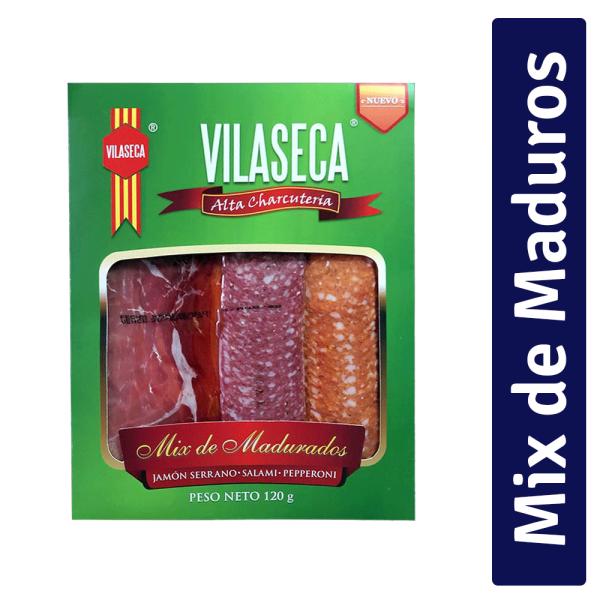 NUEVO
VILASECA ®
VILASECA ®
Alta Charcutería
Mix de Madurados
JAMÓN SERRANO • SALAMI • PEPPERONI
PESO NETO 120 g
Mix de Maduros